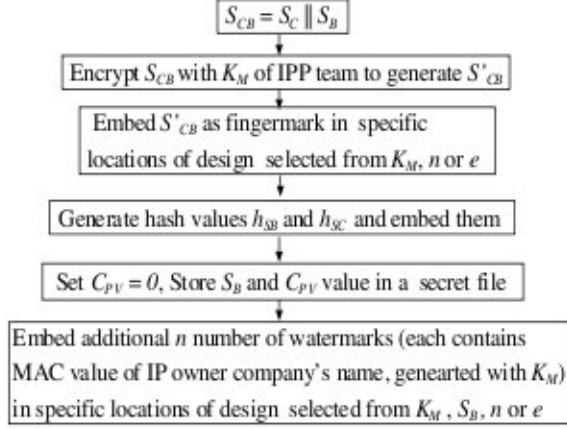 S_CB = S_C || S_B
Encrypt S_CB with K_M of IPP team to generate S'_CB
Embed S'_CB as fingermark in specific
locations of design selected from K_M, n or e
Generate hash values h_SB and h_SC and embed them
Set C_PV = 0, Store S_B and C_PV value in a secret file
Embed additional n number of watermarks (each contains
MAC value of IP owner company's name, genearted with K_M)
in specific locations of design selected from K_M , S_B, n or e